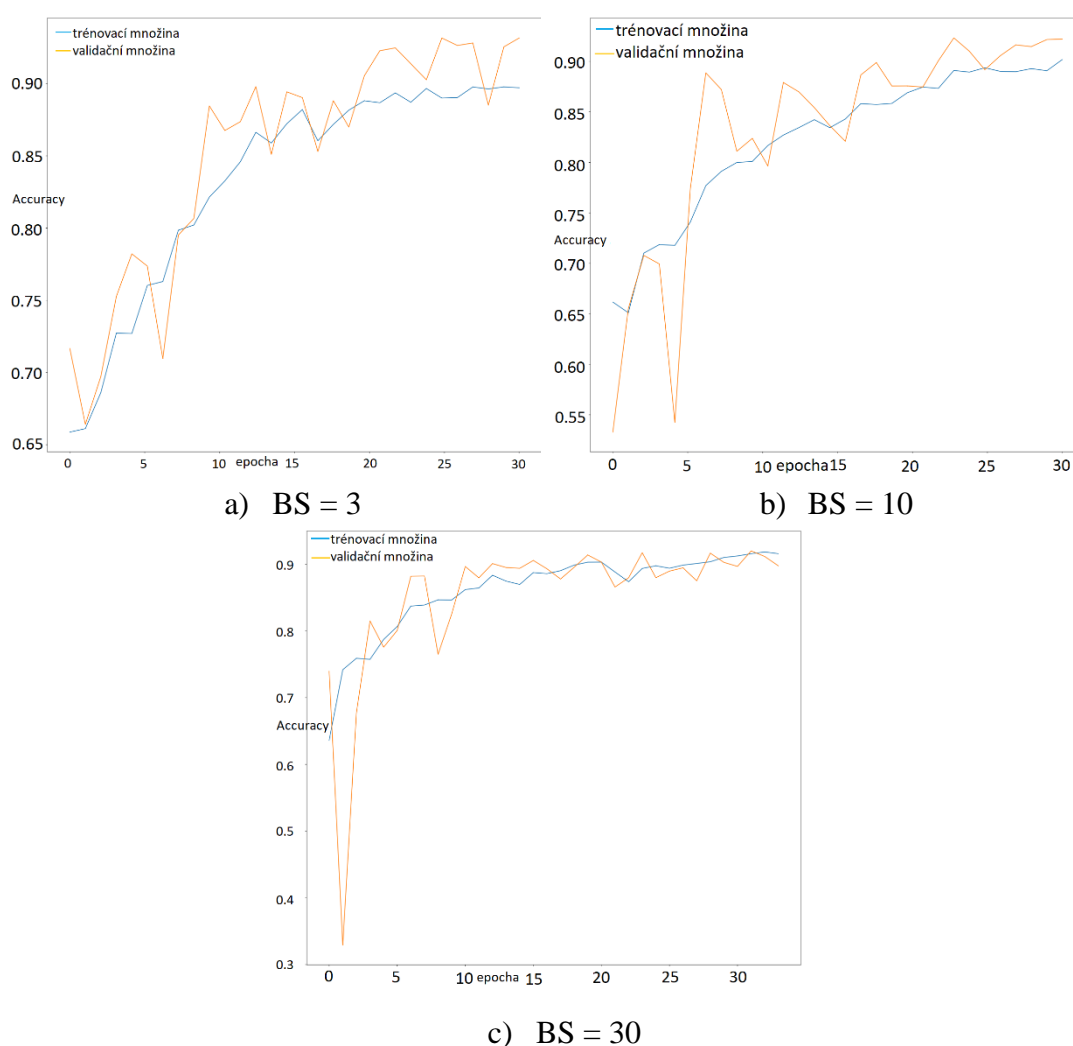 trénovací množina
validační množina
0.90
0.85
Accuracy
0.80
0.75
0.70
0.65
0 5 10 epocha 15 20 25 30
a) BS = 3
trénovací množina
validační množina
0.90
0.85
0.80
0.75
Accuracy
0.70
0.65
0.60
0.55
0 5 10 epocha 15 20 25 30
b) BS = 10
trénovací množina
validační množina
0.9
0.8
0.7
Accuracy
0.6
0.5
0.4
0.3
0 5 10 epocha 15 20 25 30
c) BS = 30